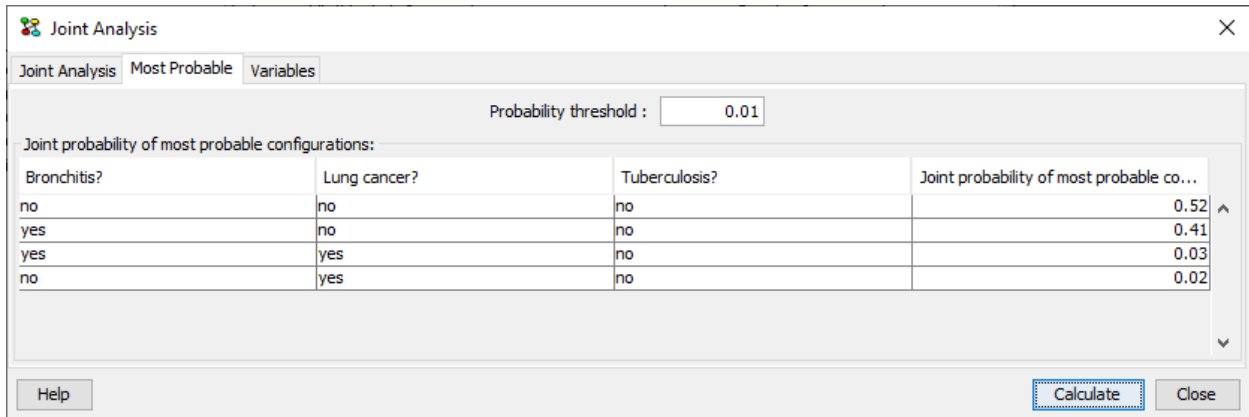 Joint Analysis
Joint Analysis Most Probable Variables
Probability threshold : 0.01
Joint probability of most probable configurations:
Bronchitis? Lung cancer? Tuberculosis? Joint probability of most probable co...
no no no 0.52
yes no no 0.41
yes yes no 0.03
no yes no 0.02
Help Calculate Close